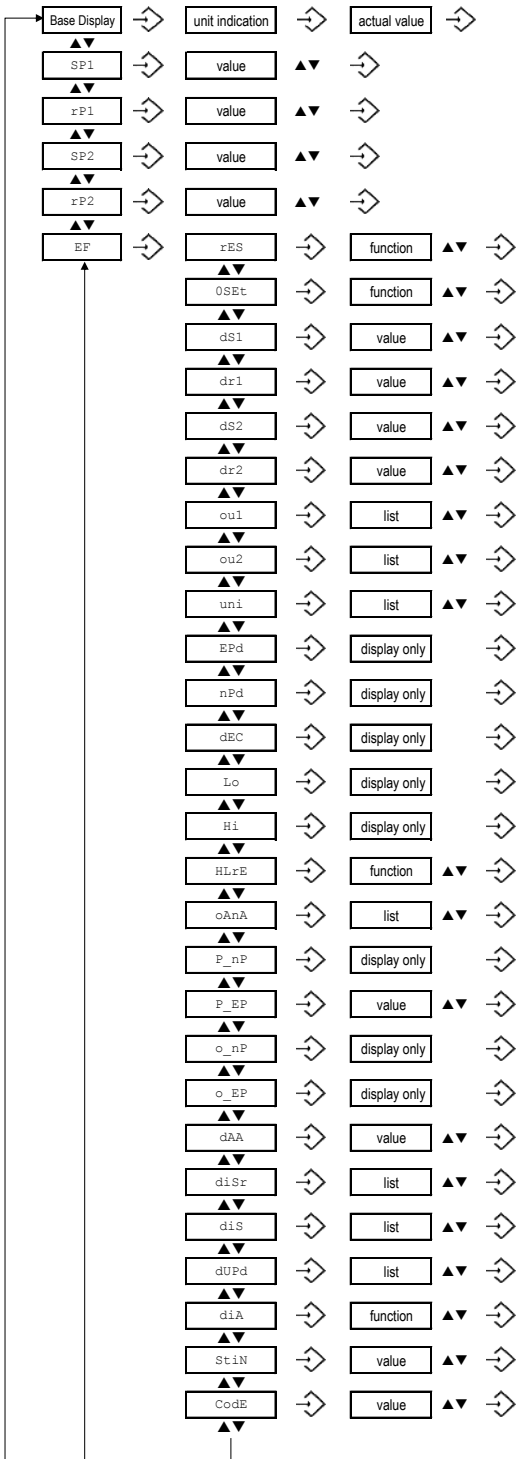 Base Display unit indication actual value
SP1 value
rP1 value
SP2 value
rP2 value
EF rES function
0SEt function
dS1 value
dr1 value
dS2 value
dr2 value
ou1 list
ou2 list
uni list
EPd display only
nPd display only
dEC display only
Lo display only
Hi display only
HLrE function
oAnA list
P_nP display only
P_EP value
o_nP display only
o_EP display only
dAA value
diSr list
diS list
dUPd list
diA function
StiN value
CodE value